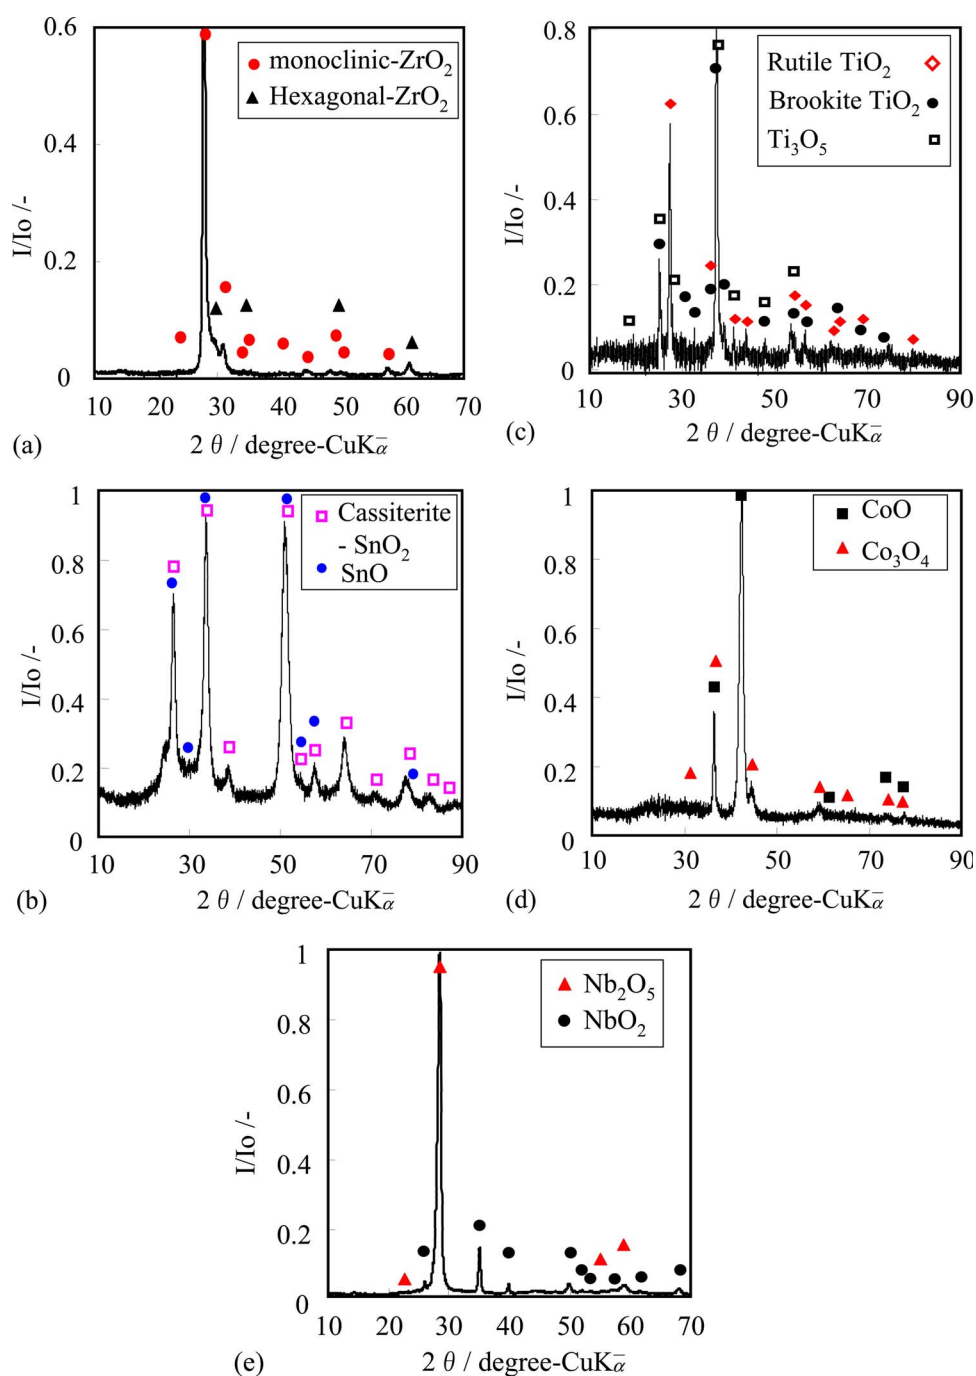 0.6
0.4
0.2
0
I/Io /-
monoclinic-ZrO₂
Hexagonal-ZrO₂
10 20 30 40 50 60 70
2 θ / degree-CuKα̅
(a)
0.8
0.6
0.4
0.2
0
I/Io /-
Rutile TiO₂
Brookite TiO₂
Ti₃O₅
10 30 50 70 90
2 θ / degree-CuKα̅
(c)
1
0.8
0.6
0.4
0.2
0
I/Io /-
Cassiterite
- SnO₂
SnO
10 30 50 70 90
2 θ / degree-CuKα̅
(b)
1
0.8
0.6
0.4
0.2
0
I/Io /-
CoO
Co₃O₄
10 30 50 70 90
2 θ / degree-CuKα̅
(d)
1
0.8
0.6
0.4
0.2
0
I/Io /-
Nb₂O₅
NbO₂
10 20 30 40 50 60 70
2 θ / degree-CuKα̅
(e)